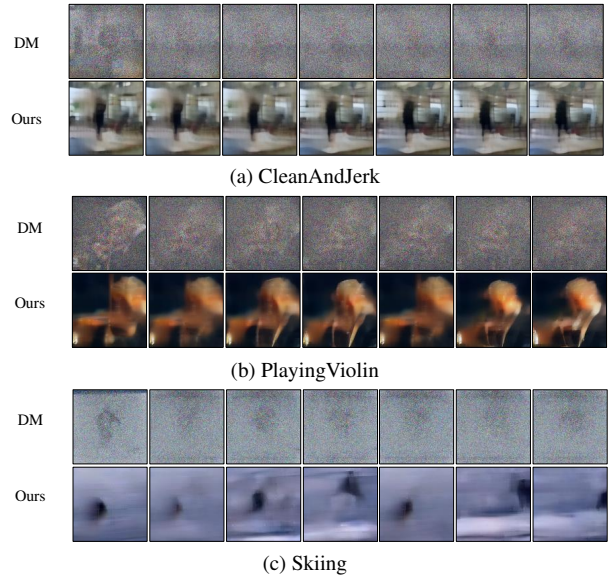 DM
Ours
(a) CleanAndJerk
DM
Ours
(b) PlayingViolin
DM
Ours
(c) Skiing